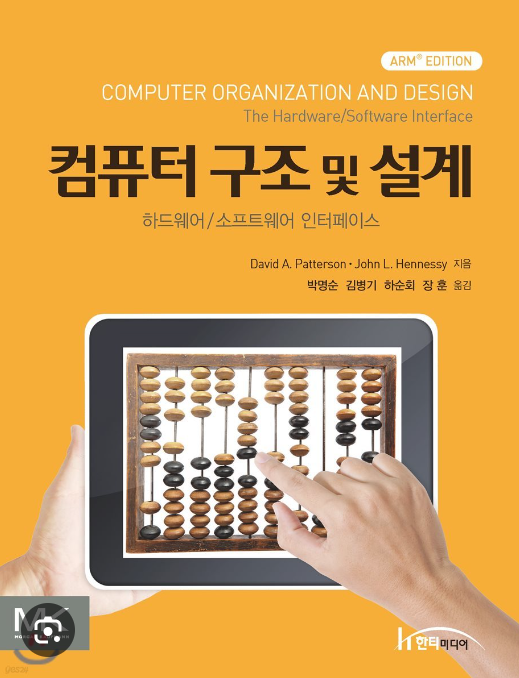 ARM® EDITION
COMPUTER ORGANIZATION AND DESIGN
The Hardware/Software Interface
컴퓨터 구조 및 설계
하드웨어/소프트웨어 인터페이스
David A. Patterson · John L. Hennessy 지음
박명순 김병기 하순회 장 훈 옮김
한티미디어